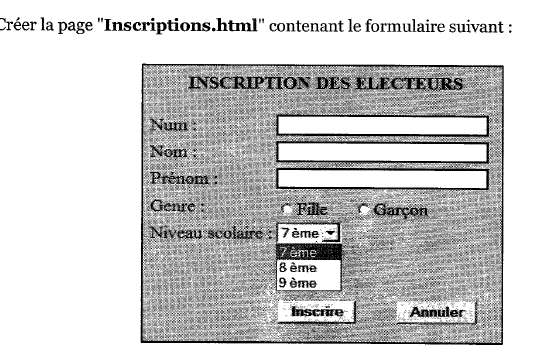 Créer la page "Inscriptions.html" contenant le formulaire suivant :
INSCRIPTION DES ELECTEURS
Num :
Nom :
Prénom :
Genre : Fille Garçon
Niveau scolaire : 7 ème
7 ème
8 ème
9 ème
Inscrire Annuler